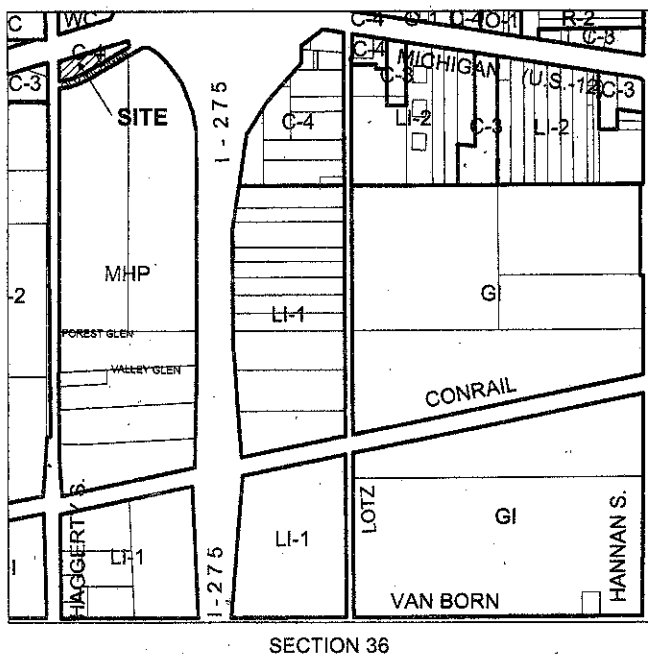 C
WC
C-4
O-1
C-4
O-1
R-2
C-3
C-4
C-4
C-3
C-3
MICHIGAN
(U.S.-12)
C-3
SITE
I-275
C-4
LI-2
C-3
LI-2
MHP
-2
LI-1
GI
FOREST GLEN
VALLEY GLEN
CONRAIL
HAGGERTY S.
LI-1
I-275
LI-1
LOTZ
GI
HANNAN S.
I
VAN BORN
SECTION 36